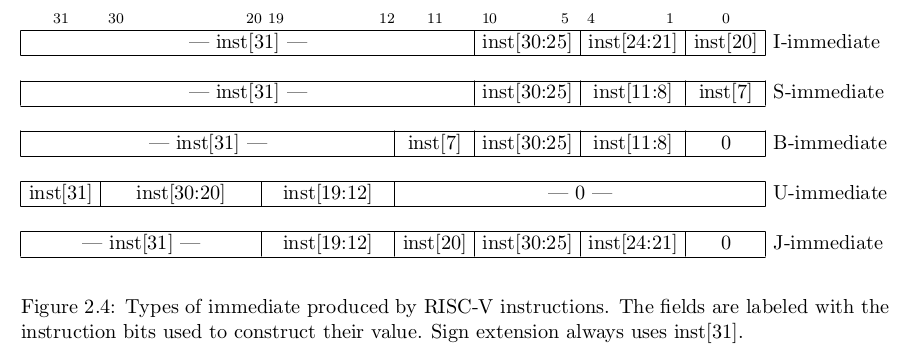 31 30 20 19 12 11 10 5 4 1 0
— inst[31] — inst[30:25] inst[24:21] inst[20] I-immediate
— inst[31] — inst[30:25] inst[11:8] inst[7] S-immediate
— inst[31] — inst[7] inst[30:25] inst[11:8] 0 B-immediate
inst[31] inst[30:20] inst[19:12] — 0 — U-immediate
— inst[31] — inst[19:12] inst[20] inst[30:25] inst[24:21] 0 J-immediate
Figure 2.4: Types of immediate produced by RISC-V instructions. The fields are labeled with the
instruction bits used to construct their value. Sign extension always uses inst[31].